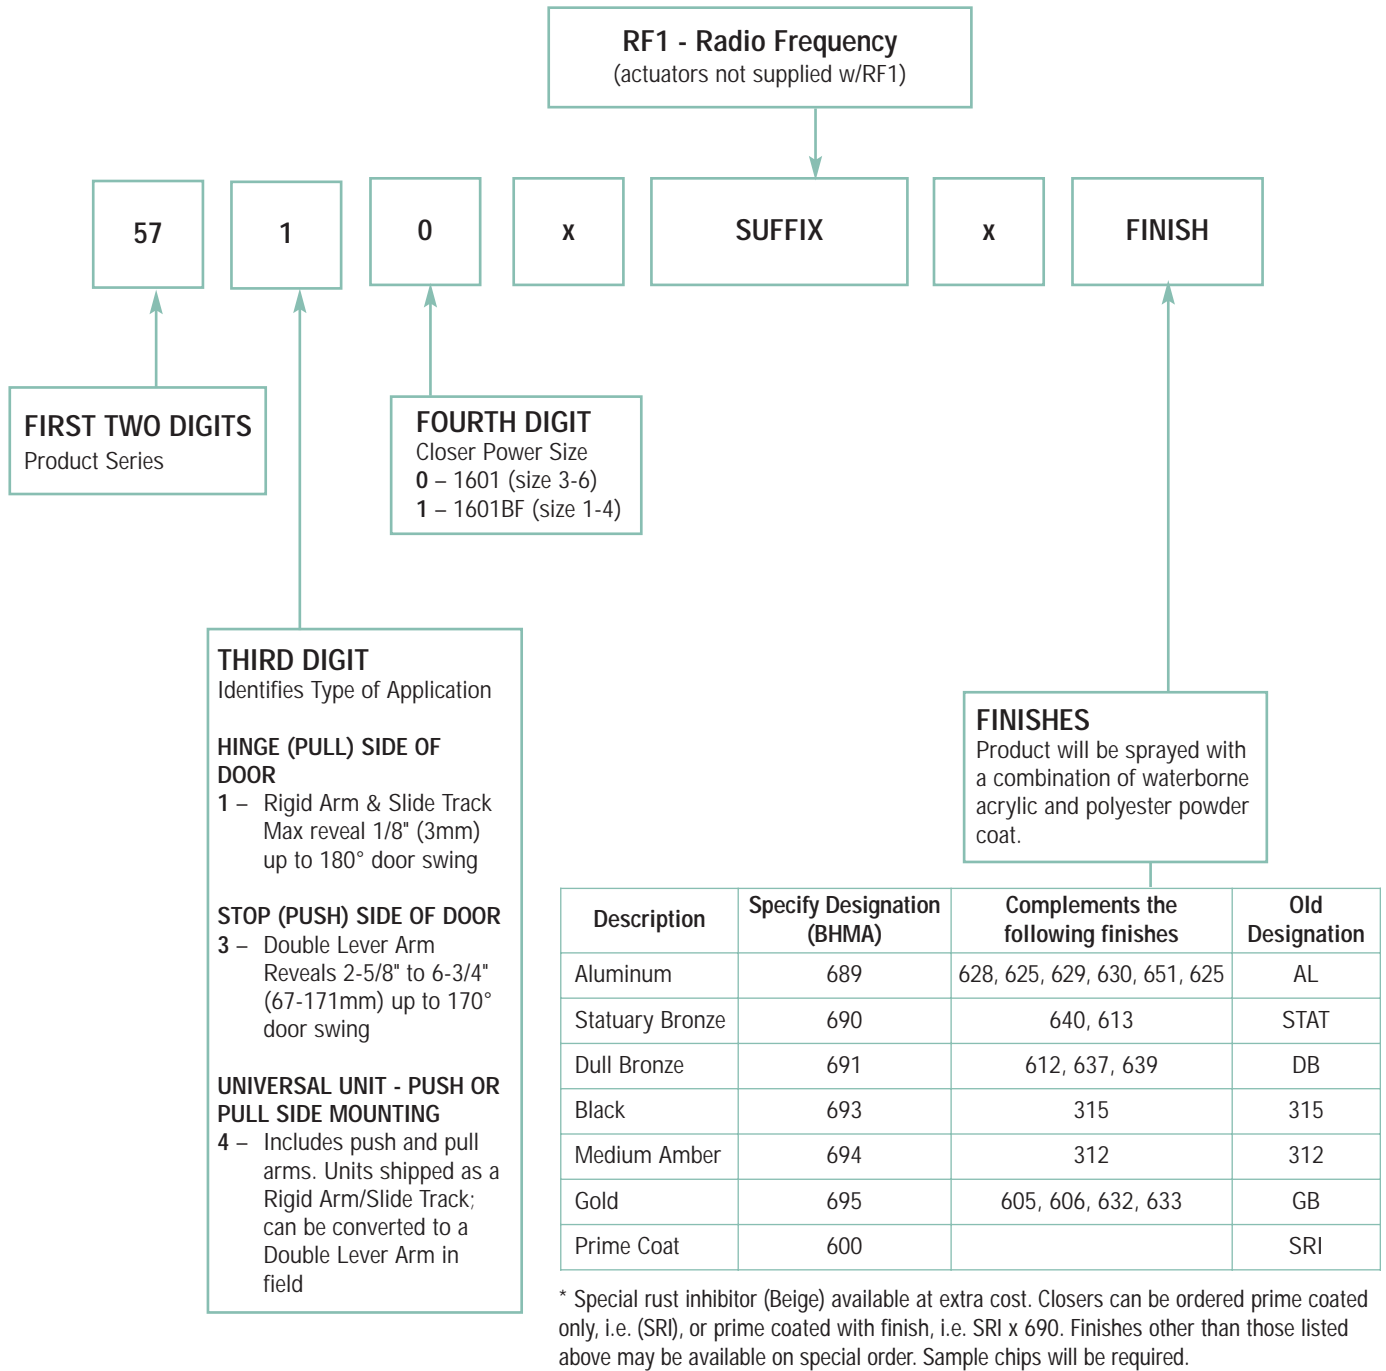 RF1 - Radio Frequency
(actuators not supplied w/RF1)
57 1 0 x SUFFIX x FINISH
FIRST TWO DIGITS
Product Series
FOURTH DIGIT
Closer Power Size
0 – 1601 (size 3-6)
1 – 1601BF (size 1-4)
THIRD DIGIT
Identifies Type of Application
HINGE (PULL) SIDE OF
DOOR
1 – Rigid Arm & Slide Track
Max reveal 1/8" (3mm)
up to 180° door swing
STOP (PUSH) SIDE OF DOOR
3 – Double Lever Arm
Reveals 2-5/8" to 6-3/4"
(67-171mm) up to 170°
door swing
UNIVERSAL UNIT - PUSH OR
PULL SIDE MOUNTING
4 – Includes push and pull
arms. Units shipped as a
Rigid Arm/Slide Track;
can be converted to a
Double Lever Arm in
field
FINISHES
Product will be sprayed with
a combination of waterborne
acrylic and polyester powder
coat.
Description Specify Designation (BHMA) Complements the following finishes Old Designation
Aluminum 689 628, 625, 629, 630, 651, 625 AL
Statuary Bronze 690 640, 613 STAT
Dull Bronze 691 612, 637, 639 DB
Black 693 315 315
Medium Amber 694 312 312
Gold 695 605, 606, 632, 633 GB
Prime Coat 600 SRI
* Special rust inhibitor (Beige) available at extra cost. Closers can be ordered prime coated
only, i.e. (SRI), or prime coated with finish, i.e. SRI x 690. Finishes other than those listed
above may be available on special order. Sample chips will be required.